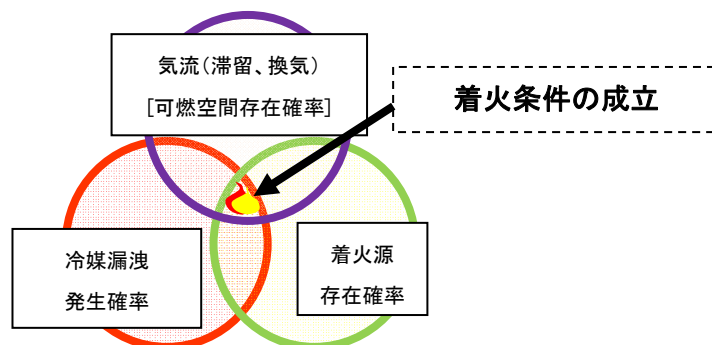 気流(滞留、換気)
[可燃空間存在確率]
着火条件の成立
冷媒漏洩
発生確率
着火源
存在確率